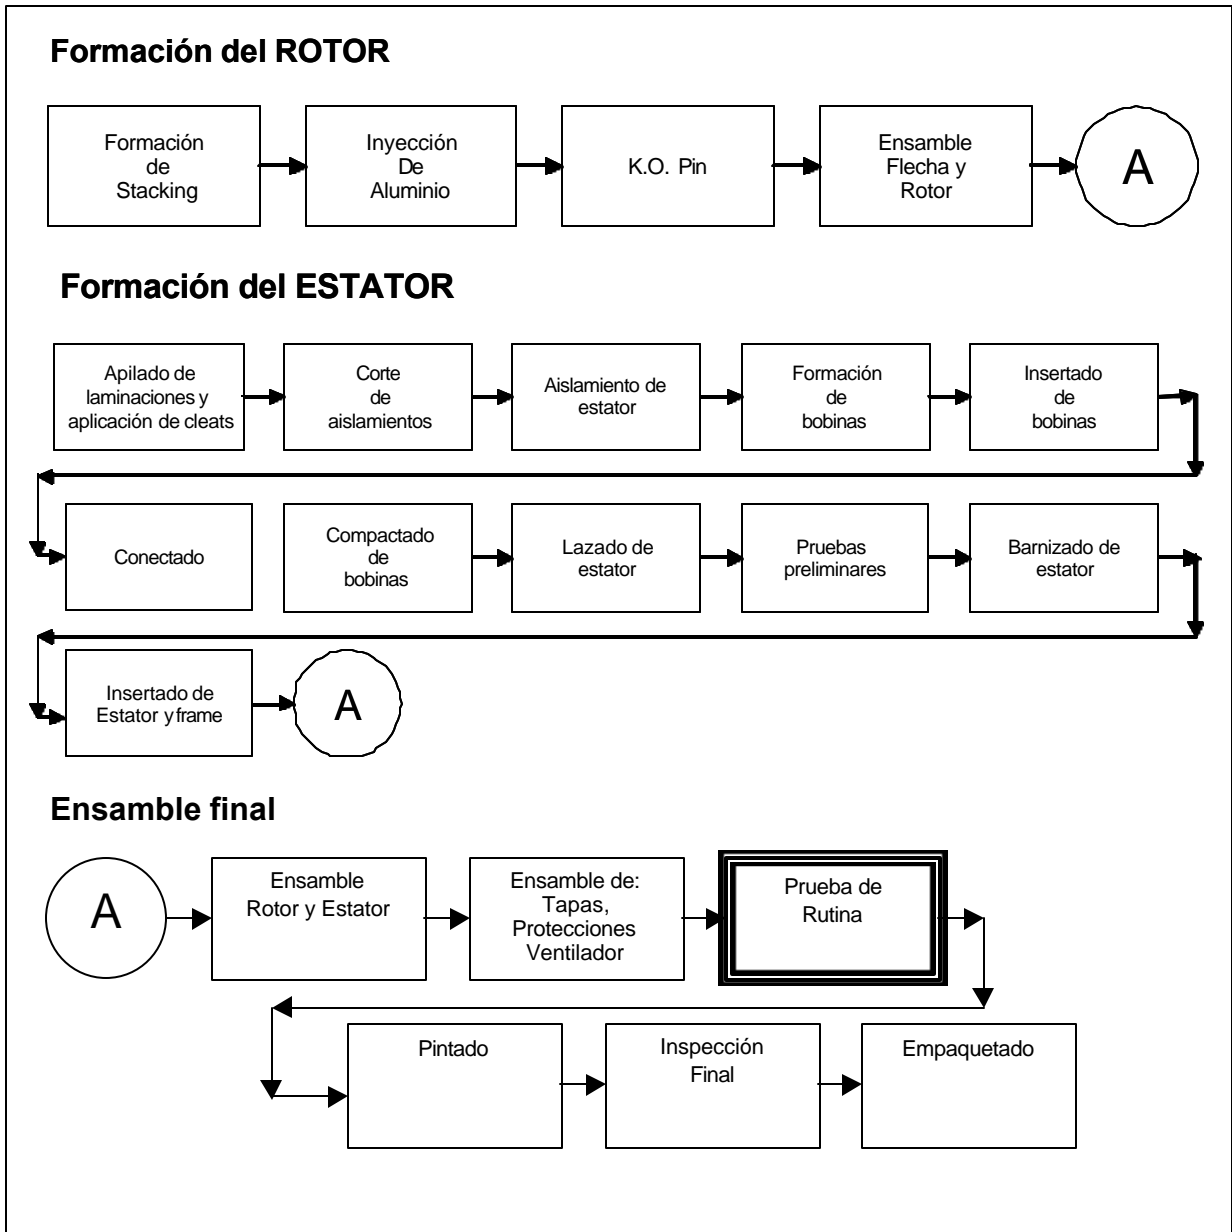 Formación del ROTOR
Formación
de
Stacking
Inyección
De
Aluminio
K.O. Pin
Ensamble
Flecha y
Rotor
A
Formación del ESTATOR
Apilado de
laminaciones y
aplicación de cleats
Corte
de
aislamientos
Aislamiento de
estator
Formación
de
bobinas
Insertado
de
bobinas
Conectado
Compactado
de
bobinas
Lazado de
estator
Pruebas
preliminares
Barnizado de
estator
Insertado de
Estator y frame
A
Ensamble final
A
Ensamble
Rotor y Estator
Ensamble de:
Tapas,
Protecciones
Ventilador
Prueba de
Rutina
Pintado
Inspección
Final
Empaquetado